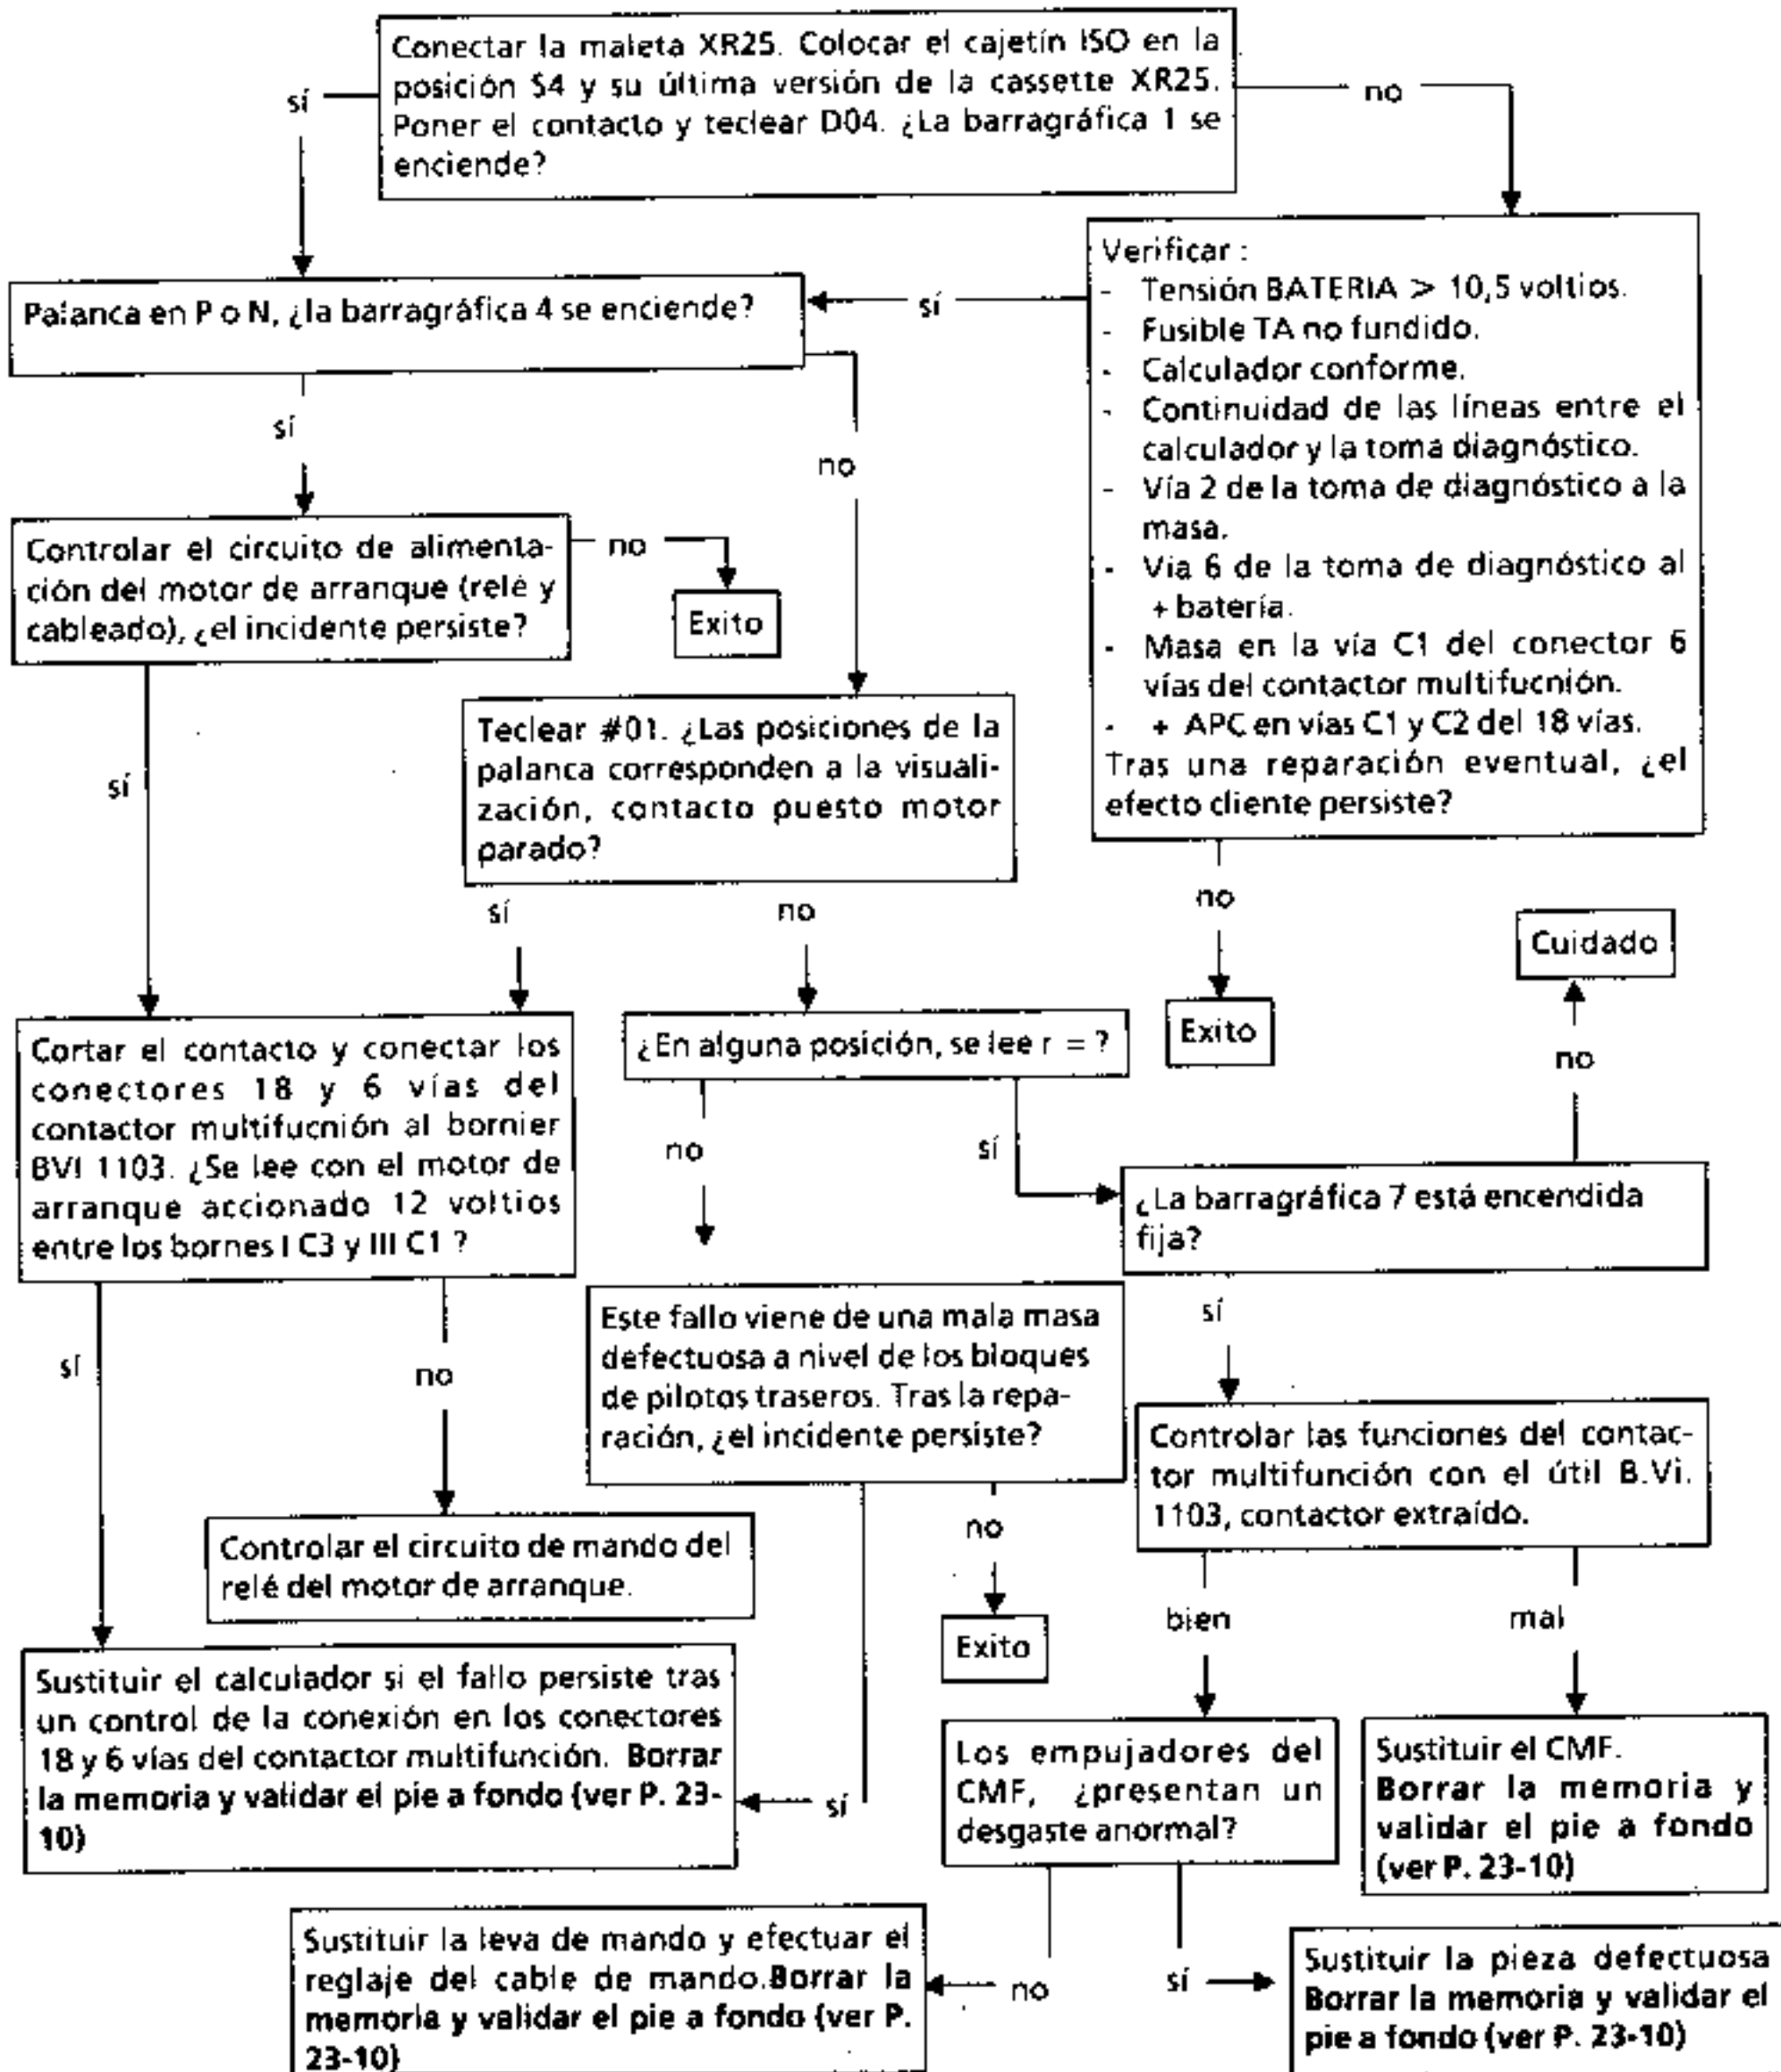 Conectar la maleta XR25. Colocar el cajetín ISO en la
posición S4 y su última versión de la cassette XR25.
Poner el contacto y teclear D04. ¿La barragráfica 1 se
enciende?
sí
no
Verificar :
- Tensión BATERIA > 10,5 voltios.
- Fusible TA no fundido.
- Calculador conforme.
- Continuidad de las líneas entre el
calculador y la toma diagnóstico.
- Vía 2 de la toma de diagnóstico a la
masa.
- Via 6 de la toma de diagnóstico al
+ batería.
- Masa en la vía C1 del conector 6
vías del contactor multifucnión.
- + APC en vías C1 y C2 del 18 vías.
Tras una reparación eventual, ¿el
efecto cliente persiste?
sí
Palanca en P o N, ¿la barragráfica 4 se enciende?
sí
no
Controlar el circuito de alimenta-
ción del motor de arranque (relé y
cableado), ¿el incidente persiste?
no
Exito
sí
Teclear #01. ¿Las posiciones de la
palanca corresponden a la visuali-
zación, contacto puesto motor
parado?
sí
no
no
Exito
Cuidado
no
Cortar el contacto y conectar los
conectores 18 y 6 vías del
contactor multifucnión al bornier
BVI 1103. ¿Se lee con el motor de
arranque accionado 12 voltios
entre los bornes I C3 y III C1 ?
¿En alguna posición, se lee r = ?
no
sí
¿La barragráfica 7 está encendida
fija?
sí
sí
no
Este fallo viene de una mala masa
defectuosa a nivel de los bloques
de pilotos traseros. Tras la repa-
ración, ¿el incidente persiste?
Controlar las funciones del contac-
tor multifunción con el útil B.Vi.
1103, contactor extraído.
Controlar el circuito de mando del
relé del motor de arranque.
no
Exito
bien
mal
Sustituir el calculador si el fallo persiste tras
un control de la conexión en los conectores
18 y 6 vías del contactor multifunción. Borrar
la memoria y validar el pie a fondo (ver P. 23-
10)
sí
Los empujadores del
CMF, ¿presentan un
desgaste anormal?
Sustituir el CMF.
Borrar la memoria y
validar el pie a fondo
(ver P. 23-10)
Sustituir la leva de mando y efectuar el
reglaje del cable de mando.Borrar la
memoria y validar el pie a fondo (ver P.
23-10)
no
sí
Sustituir la pieza defectuosa
Borrar la memoria y validar el
pie a fondo (ver P. 23-10)